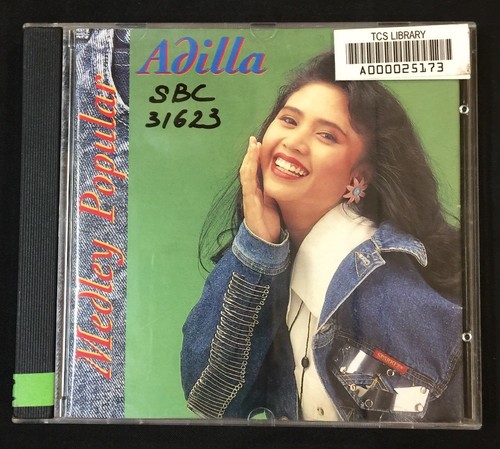 TCS LIBRARY
A000025173
Adilla
SBC
31623
Medley Popular